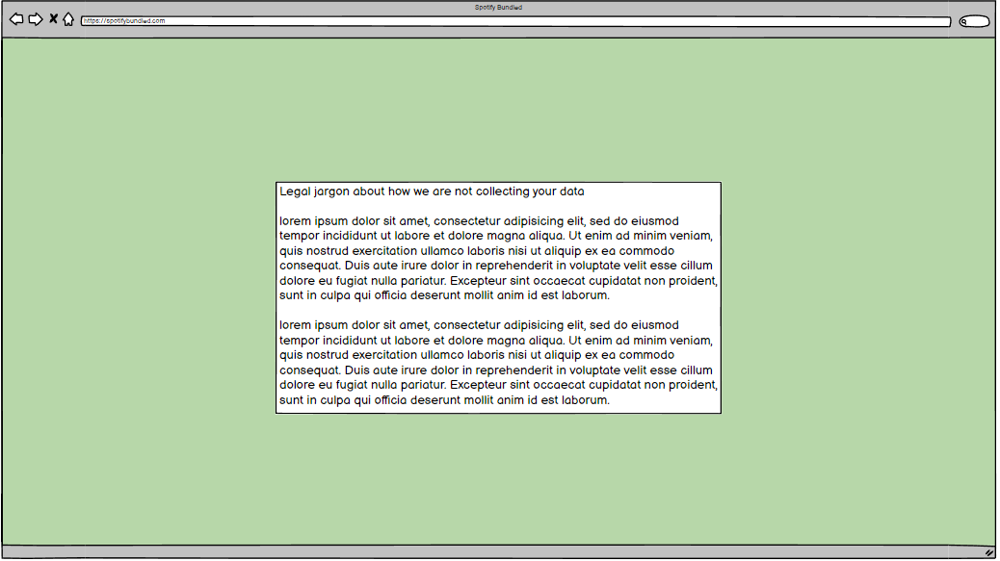 Spotify Bundled
https://spotifybundled.com
Legal jargon about how we are not collecting your data
lorem ipsum dolor sit amet, consectetur adipisicing elit, sed do eiusmod
tempor incididunt ut labore et dolore magna aliqua. Ut enim ad minim veniam,
quis nostrud exercitation ullamco laboris nisi ut aliquip ex ea commodo
consequat. Duis aute irure dolor in reprehenderit in voluptate velit esse cillum
dolore eu fugiat nulla pariatur. Excepteur sint occaecat cupidatat non proident,
sunt in culpa qui officia deserunt mollit anim id est laborum.
lorem ipsum dolor sit amet, consectetur adipisicing elit, sed do eiusmod
tempor incididunt ut labore et dolore magna aliqua. Ut enim ad minim veniam,
quis nostrud exercitation ullamco laboris nisi ut aliquip ex ea commodo
consequat. Duis aute irure dolor in reprehenderit in voluptate velit esse cillum
dolore eu fugiat nulla pariatur. Excepteur sint occaecat cupidatat non proident,
sunt in culpa qui officia deserunt mollit anim id est laborum.